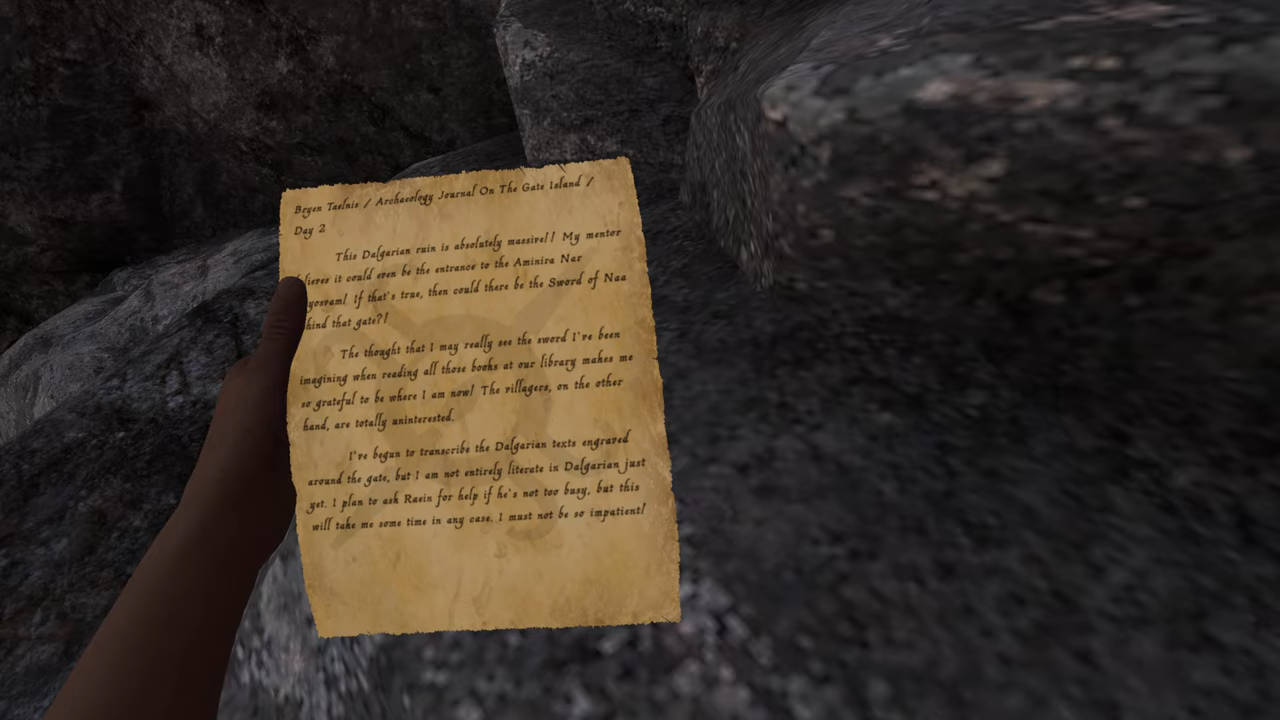 Bryen Taelnis / Archaeology Journal On The Gate Island /
Day 2
This Dalgarian ruin is absolutely massive!! My mentor
lieves it could even be the entrance to the Aminira Nar
yosvam! If that's true, then could there be the Sword of Naa
hind that gate?!
The thought that I may really see the sword I've been
imagining when reading all those books at our library makes me
so grateful to be where I am now! The villagers, on the other
hand, are totally uninterested.
I've begun to transcribe the Dalgarian texts engraved
around the gate, but I am not entirely literate in Dalgarian just
yet. I plan to ask Raein for help if he's not too busy, but this
will take me some time in any case. I must not be so impatient!